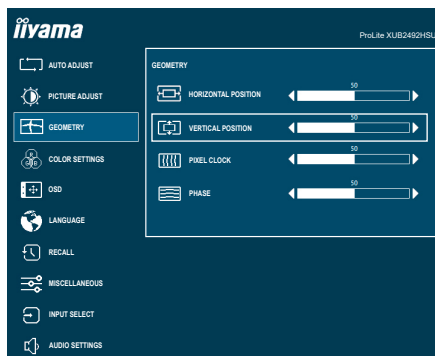 iiyama
ProLite XUB2492HSU
AUTO ADJUST
PICTURE ADJUST
GEOMETRY
COLOR SETTINGS
OSD
LANGUAGE
RECALL
MISCELLANEOUS
INPUT SELECT
AUDIO SETTINGS
GEOMETRY
HORIZONTAL POSITION
50
VERTICAL POSITION
50
PIXEL CLOCK
50
PHASE
50